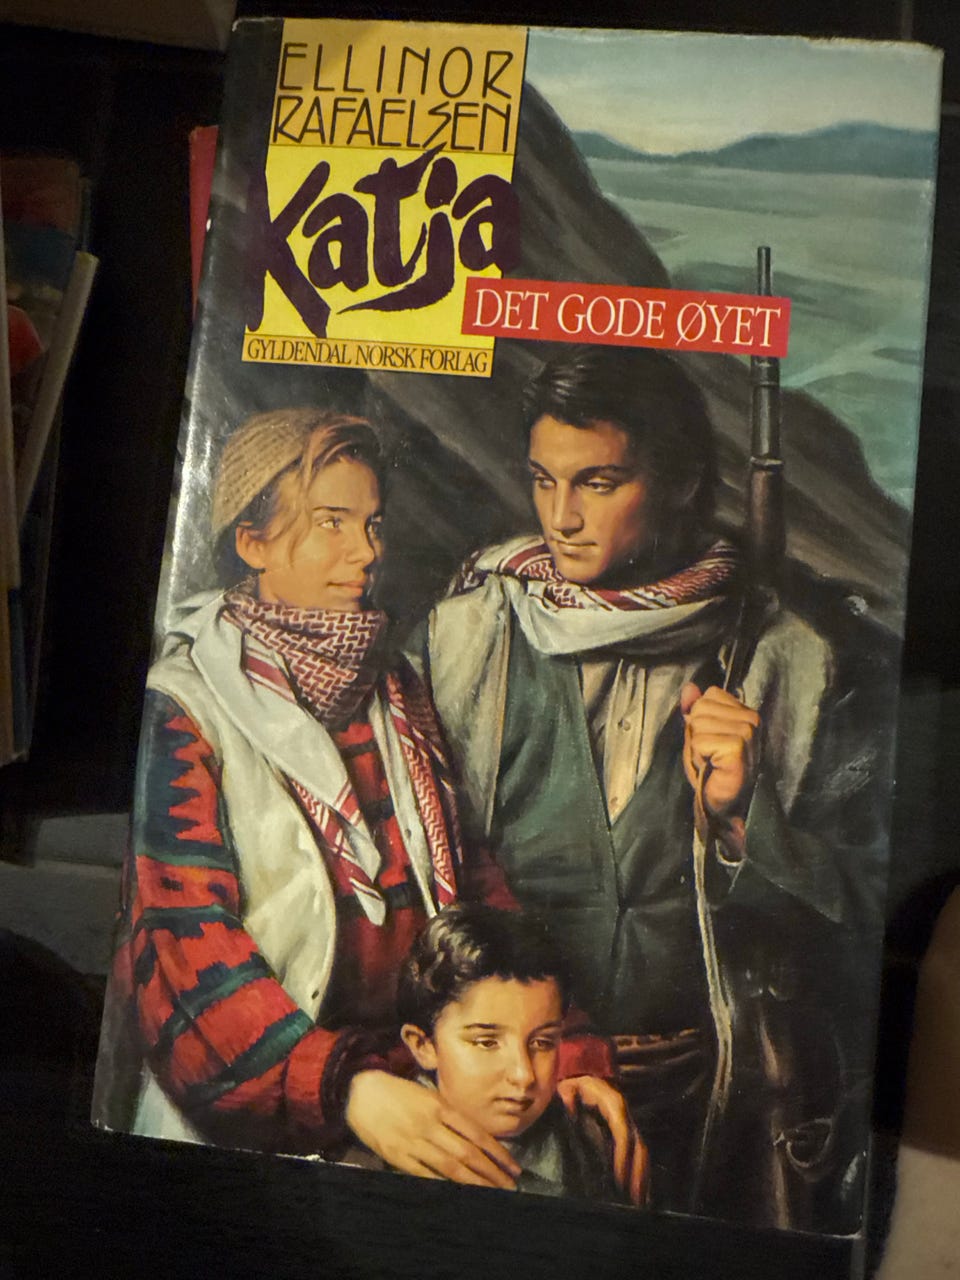 ELLINOR
RAFAELSEN
Katja
DET GODE ØYET
GYLDENDAL NORSK FORLAG